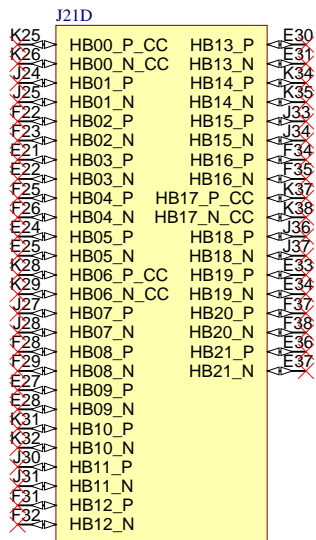 J21D
K25 HB00_P_CC HB13_P E30
K26 HB00_N_CC HB13_N E31
J24 HB01_P HB14_P K34
J25 HB01_N HB14_N K35
F22 HB02_P HB15_P J33
F23 HB02_N HB15_N J34
E21 HB03_P HB16_P F34
E22 HB03_N HB16_N F35
F25 HB04_P HB17_P_CC K37
F26 HB04_N HB17_N_CC K38
E24 HB05_P HB18_P J36
E25 HB05_N HB18_N J37
K28 HB06_P_CC HB19_P E33
K29 HB06_N_CC HB19_N E34
J27 HB07_P HB20_P F37
J28 HB07_N HB20_N F38
F28 HB08_P HB21_P E36
F29 HB08_N HB21_N E37
E27 HB09_P
E28 HB09_N
K31 HB10_P
K32 HB10_N
J30 HB11_P
J31 HB11_N
F31 HB12_P
F32 HB12_N